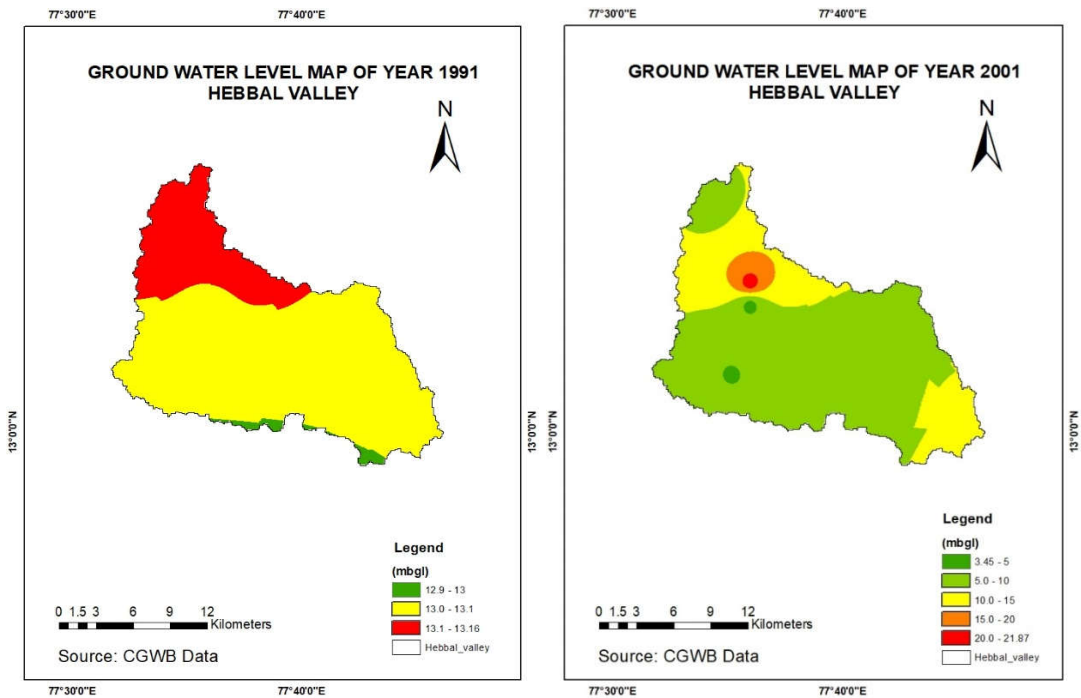 77°30'0"E 77°40'0"E
GROUND WATER LEVEL MAP OF YEAR 1991
HEBBAL VALLEY
N
13°0'0"N
13°0'0"N
Legend
(mbgl)
12.9 - 13
13.0 - 13.1
13.1 - 13.16
Hebbal_valley
0 1.5 3 6 9 12
Kilometers
Source: CGWB Data
77°30'0"E 77°40'0"E
77°30'0"E 77°40'0"E
GROUND WATER LEVEL MAP OF YEAR 2001
HEBBAL VALLEY
N
13°0'0"N
13°0'0"N
Legend
(mbgl)
3.45 - 5
5.0 - 10
10.0 - 15
15.0 - 20
20.0 - 21.87
Hebbal_valley
0 1.5 3 6 9 12
Kilometers
Source: CGWB Data
77°30'0"E 77°40'0"E